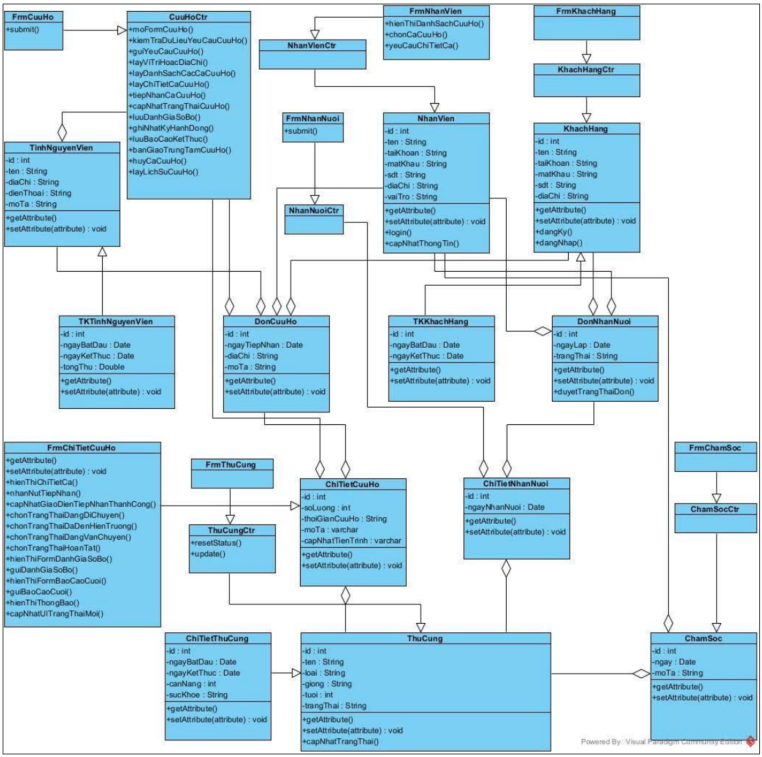 FrmCuuHo
+submit()
CuuHoCtr
+moFormCuuHo()
+kiemTraDuLieuYeuCauCuuHo()
+guiYeuCauCuuHo()
+layViTriHoacDiaChi()
+layDanhSachCacCaCuuHo()
+layChiTietCaCuuHo()
+tiepNhanCaCuuHo()
+capNhatTrangThaiCuuHo()
+luuDanhGiaSoBo()
+ghiNhatKyHanhDong()
+luuBaoCaoKetThuc()
+banGiaoTrungTamCuuHo()
+huyCaCuuHo()
+layLichSuCuuHo()
NhanVienCtr
FrmNhanVien
+hienThiDanhSachCuuHo()
+chonCaCuuHo()
+yeuCauChiTietCa()
FrmKhachHang
KhachHangCtr
TinhNguyenVien
-id : int
-ten : String
-diaChi : String
-dienThoai : String
-moTa : String
+getAttribute()
+setAttribute(attribute) : void
FrmNhanNuoi
+submit()
NhanNuoiCtr
NhanVien
-id : int
-ten : String
-taiKhoan : String
-matKhau : String
-sdt : String
-diaChi : String
-vaiTro : String
+getAttribute()
+setAttribute(attribute) : void
+login()
+capNhatThongTin()
KhachHang
-id : int
-ten : String
-taiKhoan : String
-matKhau : String
-sdt : String
-diaChi : String
+getAttribute()
+setAttribute(attribute) : void
+dangKy()
+dangNhap()
TKTinhNguyenVien
-id : int
-ngayBatDau : Date
-ngayKetThuc : Date
-tongThu : Double
+getAttribute()
+setAttribute(attribute) : void
DonCuuHo
-id : int
-ngayTiepNhan : Date
-diaChi : String
-moTa : String
+getAttribute()
+setAttribute(attribute) : void
TKKhachHang
-id : int
-ngayBatDau : Date
-ngayKetThuc : Date
+getAttribute()
+setAttribute(attribute) : void
DonNhanNuoi
-id : int
-ngayLap : Date
-trangThai : String
+getAttribute()
+setAttribute(attribute) : void
+duyetTrangThaiDon()
FrmChiTietCuuHo
+getAttribute()
+setAttribute(attribute) : void
+hienThiChiTietCa()
+nhanNutTiepNhan()
+capNhatGiaoDienTiepNhanThanhCong()
+chonTrangThaiDangDiChuyen()
+chonTrangThaiDaDenHienTruong()
+chonTrangThaiDangVanChuyen()
+chonTrangThaiHoanTat()
+hienThiFormDanhGiaSoBo()
+guiDanhGiaSoBo()
+hienThiFormBaoCaoCuoi()
+guiBaoCaoCuoi()
+hienThiThongBao()
+capNhatUITrangThaiMoi()
FrmThuCung
ThuCungCtr
+resetStatus()
+update()
ChiTietCuuHo
-id : int
-soLuong : int
-thoiGianCuuHo : String
-moTa : varchar
-capNhatTienTrinh : varchar
+getAttribute()
+setAttribute(attribute) : void
ChiTietNhanNuoi
-id : int
-ngayNhanNuoi : Date
+getAttribute()
+setAttribute(attribute) : void
FrmChamSoc
ChamSocCtr
ChiTietThuCung
-id : int
-ngayBatDau : Date
-ngayKetThuc : Date
-canNang : int
-sucKhoe : String
+getAttribute()
+setAttribute(attribute) : void
ThuCung
-id : int
-ten : String
-loai : String
-giong : String
-tuoi : int
-trangThai : String
+getAttribute()
+setAttribute(attribute) : void
+capNhatTrangThai()
ChamSoc
-id : int
-ngay : Date
-moTa : String
+getAttribute()
+setAttribute(attribute) : void
Powered By : Visual Paradigm Community Edition